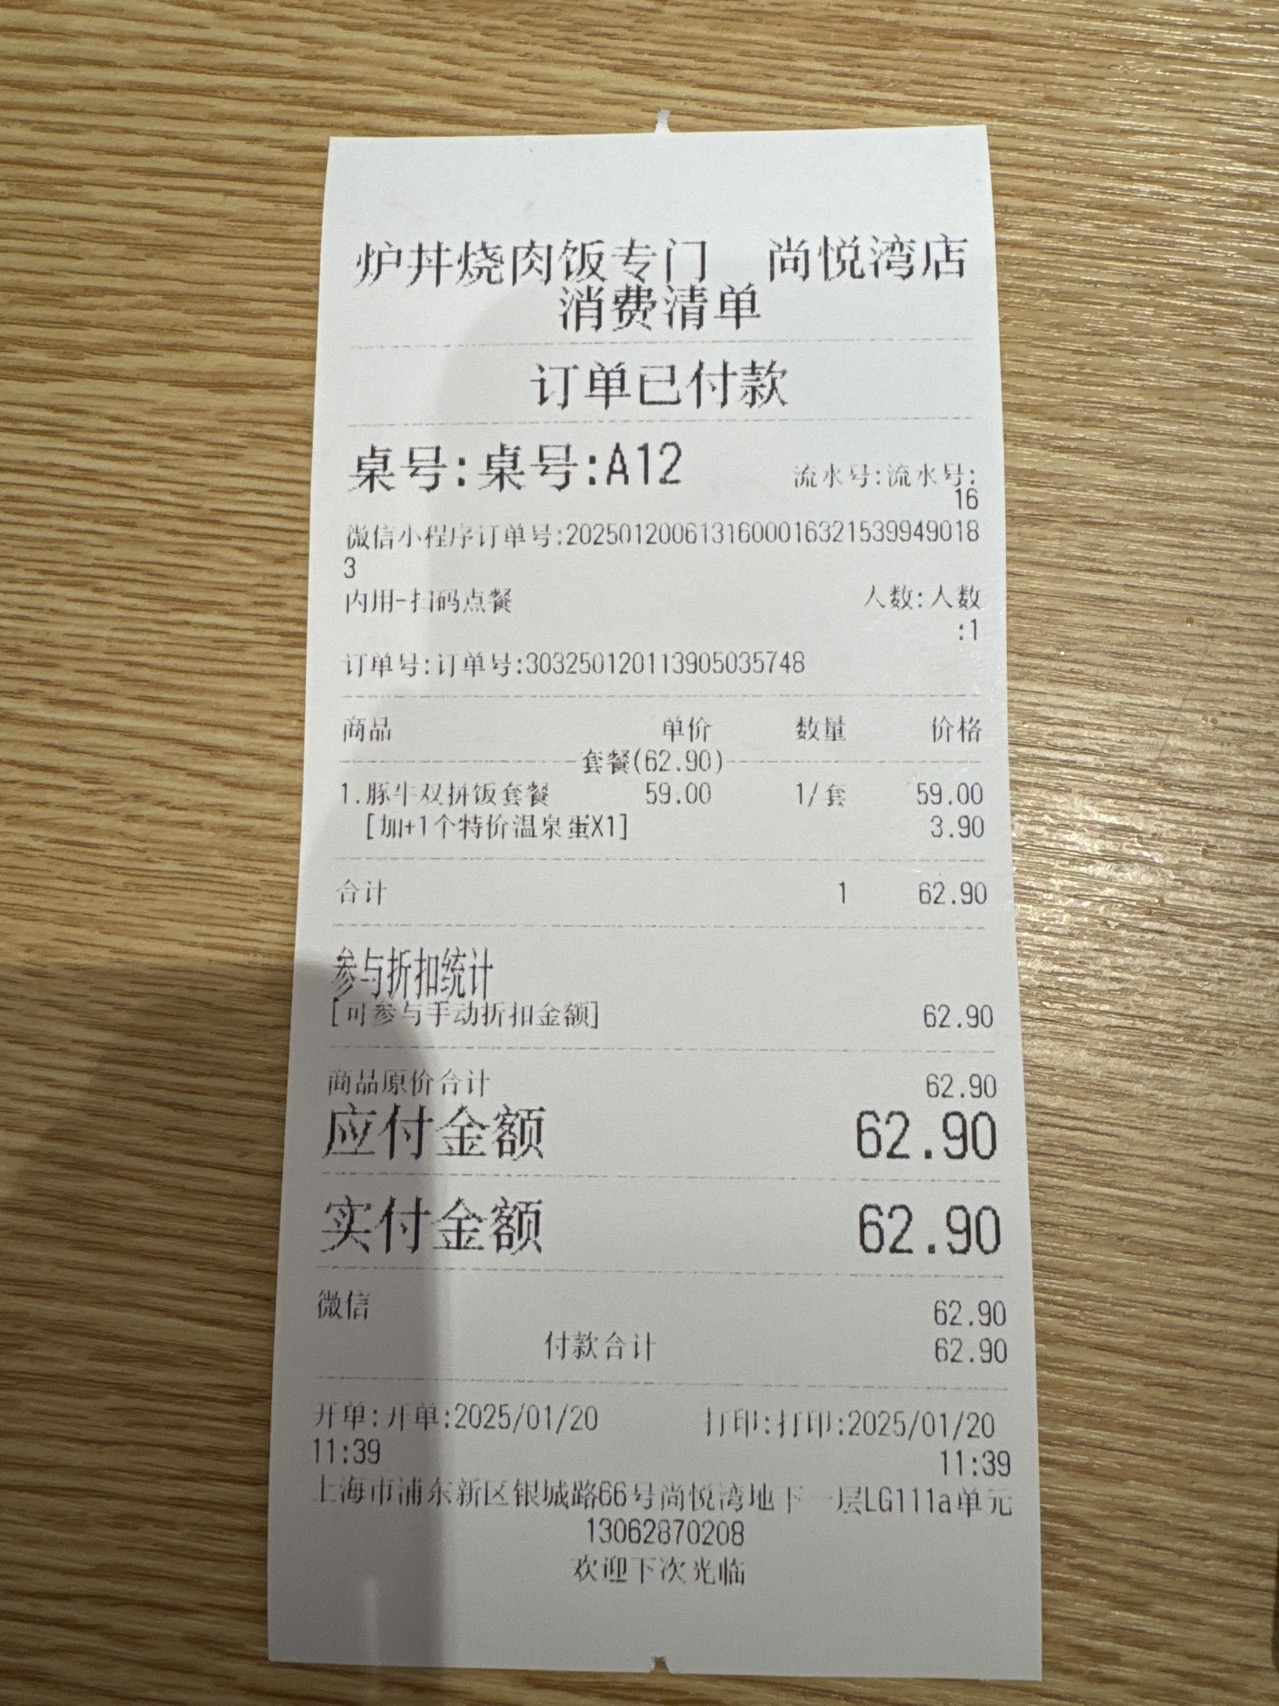 炉丼烧肉饭专门 尚悦湾店
消费清单
订单已付款
桌号:桌号:A12 流水号:流水号:
16
微信小程序订单号:2025012006131600016321539949018
3
内用-扫码点餐 人数:人数
:1
订单号:订单号:303250120113905035748
商品 单价 数量 价格
套餐(62.90)
1.豚牛双拼饭套餐 59.00 1/套 59.00
[加+1个特价温泉蛋X1] 3.90
合计 1 62.90
参与折扣统计
[可参与手动折扣金额] 62.90
商品原价合计 62.90
应付金额 62.90
实付金额 62.90
微信 62.90
付款合计 62.90
开单:开单:2025/01/20 打印:打印:2025/01/20
11:39 11:39
上海市浦东新区银城路66号尚悦湾地下一层LG111a单元
13062870208
欢迎下次光临